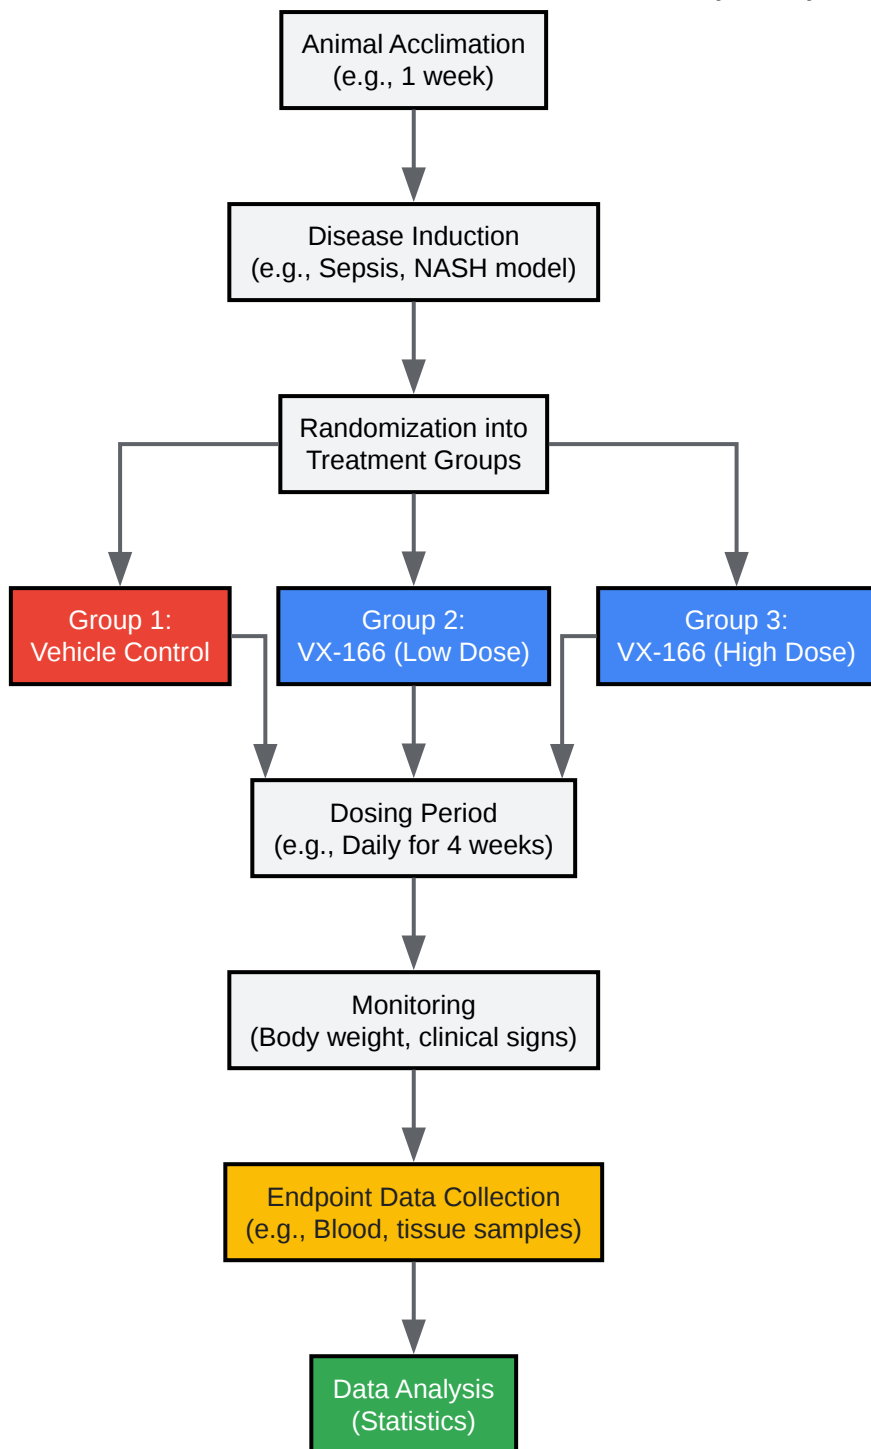 Animal Acclimation
(e.g., 1 week)
Disease Induction
(e.g., Sepsis, NASH model)
Randomization into
Treatment Groups
Group 1:
Vehicle Control
Group 2:
VX-166 (Low Dose)
Group 3:
VX-166 (High Dose)
Dosing Period
(e.g., Daily for 4 weeks)
Monitoring
(Body weight, clinical signs)
Endpoint Data Collection
(e.g., Blood, tissue samples)
Data Analysis
(Statistics)